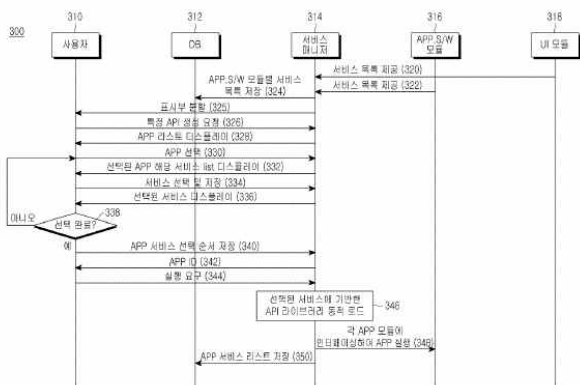 300
310
312
314
316
318
사용자
DB
서비스
매니저
APP.S/W
모듈
UI 모듈
서비스 목록 제공 (320)
서비스 목록 제공 (322)
APP.S/W 모듈별 서비스
목록 저장 (324)
표시부 분할 (325)
특정 API 생성 요청 (326)
APP 리스트 디스플레이 (328)
APP 선택 (330)
선택된 APP 해당 서비스 list 디스플레이 (332)
서비스 선택 및 저장 (334)
선택된 서비스 디스플레이 (336)
아니오
선택 완료?
338
예
APP 서비스 선택 순서 저장 (340)
APP ID (342)
실행 요구 (344)
선택된 서비스에 기반한
API 라이브러리 동적 로드
346
각 APP 모듈에
인터페이싱하여 APP 실행 (348)
APP 서비스 리스트 저장 (350)